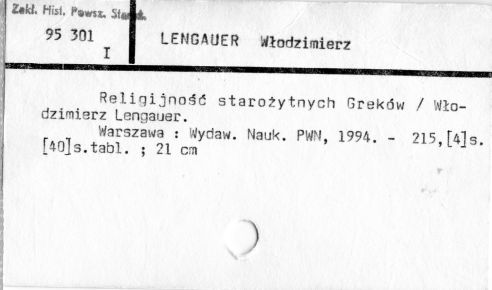 Zakł. Hist. Powsz. Staroż.
95 301
I
LENGAUER Włodzimierz
Religijność starożytnych Greków / Wło-
dzimierz Lengauer.
Warszawa : Wydaw. Nauk. PWN, 1994. - 215,[4]s.
[40]s.tabl. ; 21 cm